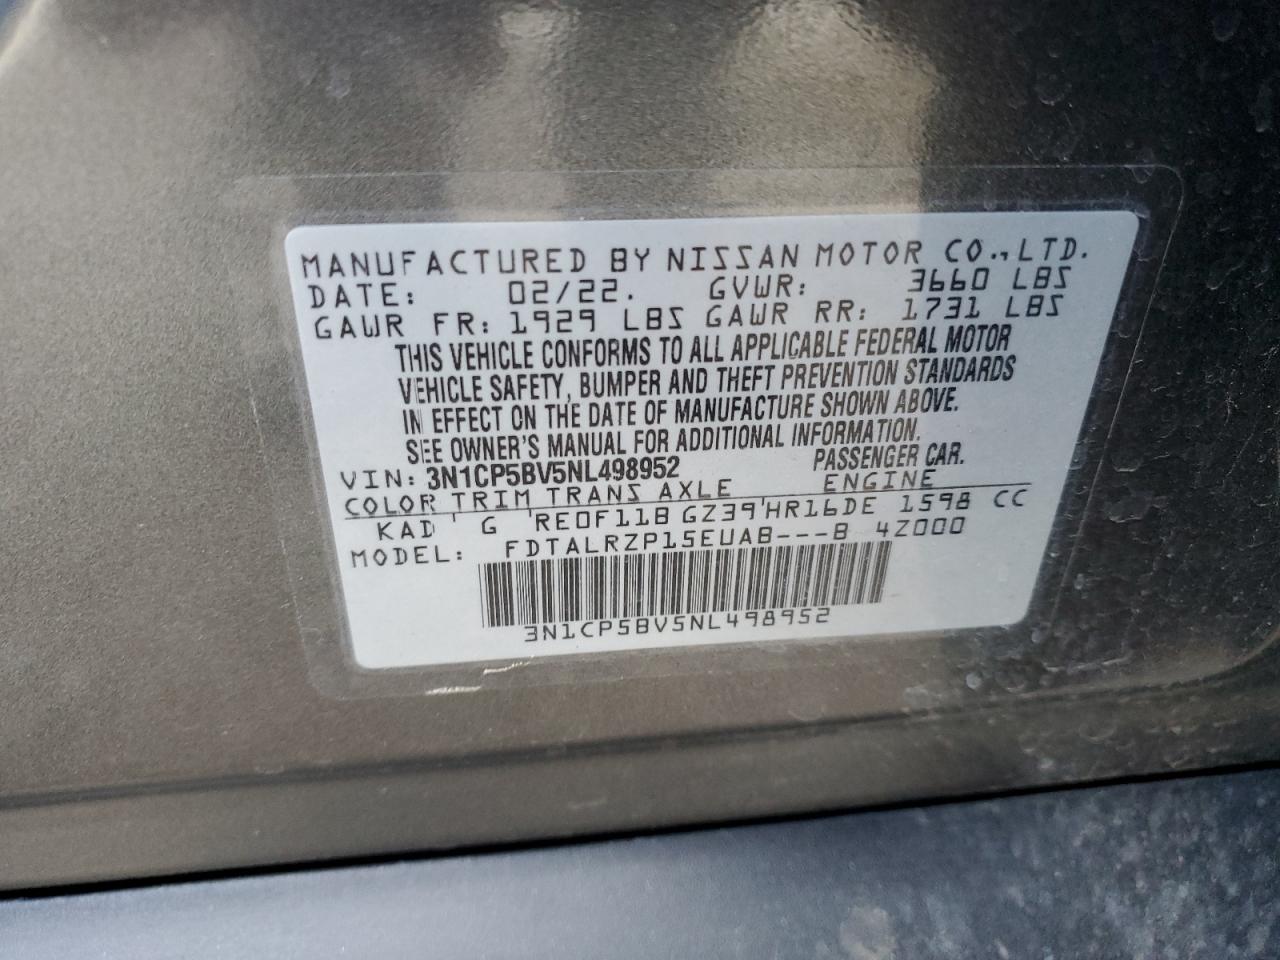 MANUFACTURED BY NISSAN MOTOR CO.,LTD.
DATE: 02/22. GVWR: 3660 LBS
GAWR FR: 1929 LBS GAWR RR: 1731 LBS
THIS VEHICLE CONFORMS TO ALL APPLICABLE FEDERAL MOTOR
VEHICLE SAFETY, BUMPER AND THEFT PREVENTION STANDARDS
IN EFFECT ON THE DATE OF MANUFACTURE SHOWN ABOVE.
SEE OWNER'S MANUAL FOR ADDITIONAL INFORMATION.
VIN: 3N1CP5BV5NL498952 PASSENGER CAR.
COLOR TRIM TRANS AXLE ENGINE
KAD G RE0F11B GZ39 HR16DE 1598 CC
MODEL: FDTALRZP15EUAB---B 4Z000
3N1CP5BV5NL498952